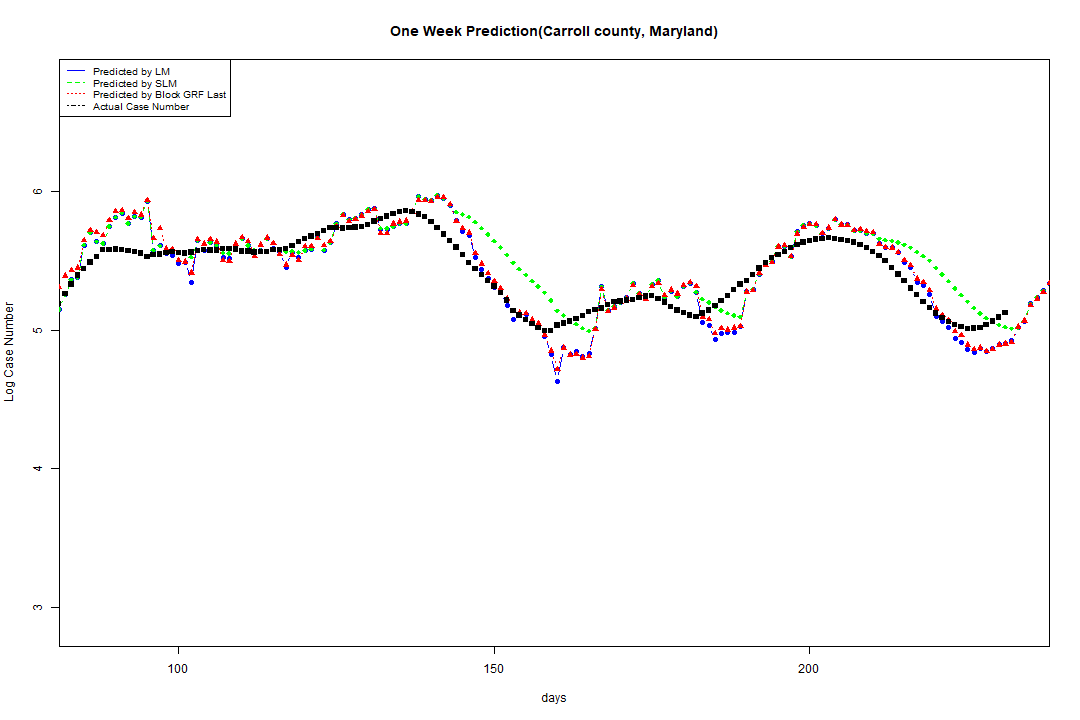 One Week Prediction(Carroll county, Maryland)
Predicted by LM
Predicted by SLM
Predicted by Block GRF Last
Actual Case Number
Log Case Number
6
5
4
3
100
150
200
days